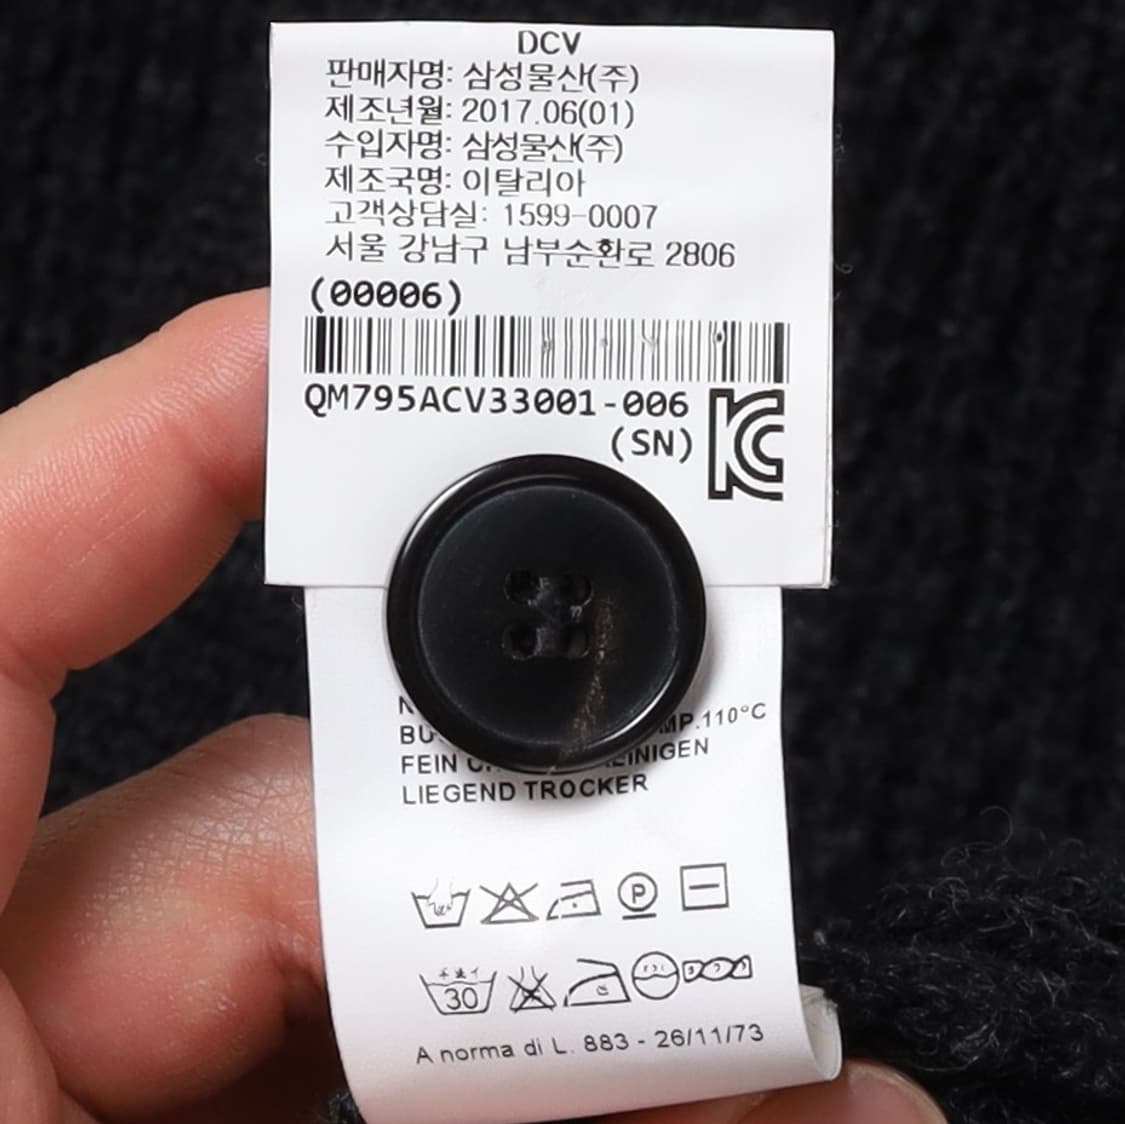 DCV
판매자명: 삼성물산(주)
제조년월: 2017.06(01)
수입자명: 삼성물산(주)
제조국명: 이탈리아
고객상담실: 1599-0007
서울 강남구 남부순환로 2806
(00006)
QM795ACV33001-006
(SN)
110°C
FEIN
LIEGEND TROCKER
P
30
A norma di L. 883 - 26/11/73